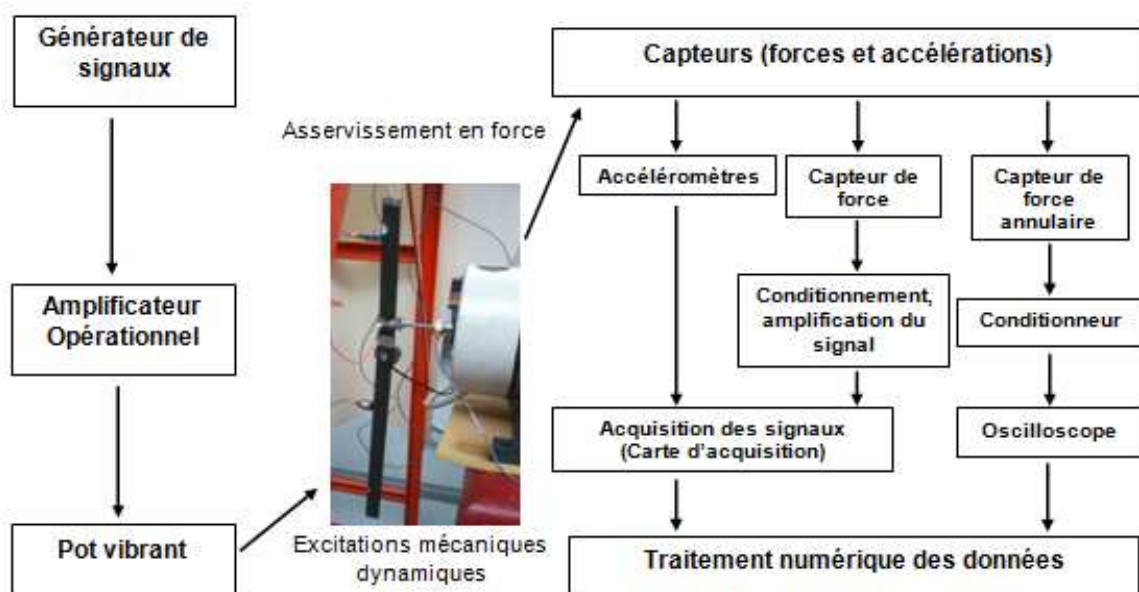 Générateur de
signaux
Amplificateur
Opérationnel
Pot vibrant
Asservissement en force
Excitations mécaniques
dynamiques
Capteurs (forces et accélérations)
Accéléromètres
Capteur de
force
Capteur de
force
annulaire
Conditionnement,
amplification du
signal
Conditionneur
Acquisition des signaux
(Carte d'acquisition)
Oscilloscope
Traitement numérique des données